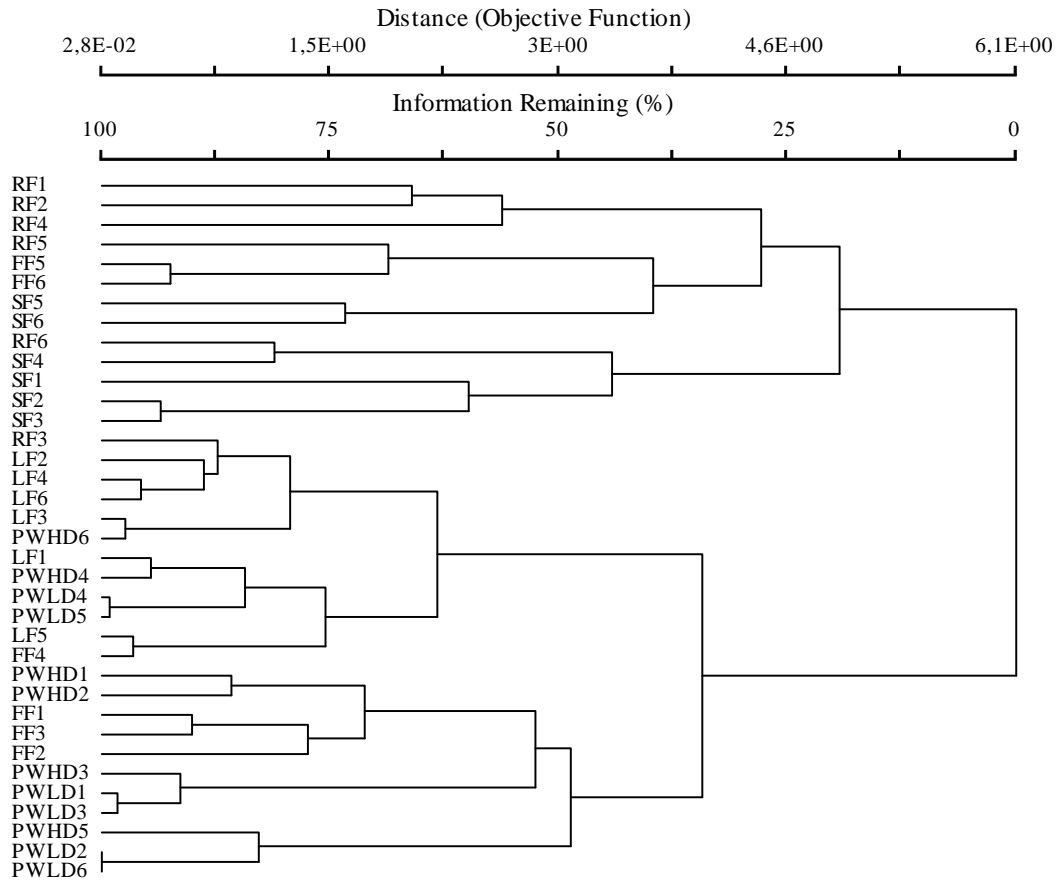 Distance (Objective Function)
2,8E-02 1,5E+00 3E+00 4,6E+00 6,1E+00
Information Remaining (%)
100 75 50 25 0
RF1
RF2
RF4
RF5
FF5
FF6
SF5
SF6
RF6
SF4
SF1
SF2
SF3
RF3
LF2
LF4
LF6
LF3
PWHD6
LF1
PWHD4
PWLD4
PWLD5
LF5
FF4
PWHD1
PWHD2
FF1
FF3
FF2
PWHD3
PWLD1
PWLD3
PWHD5
PWLD2
PWLD6